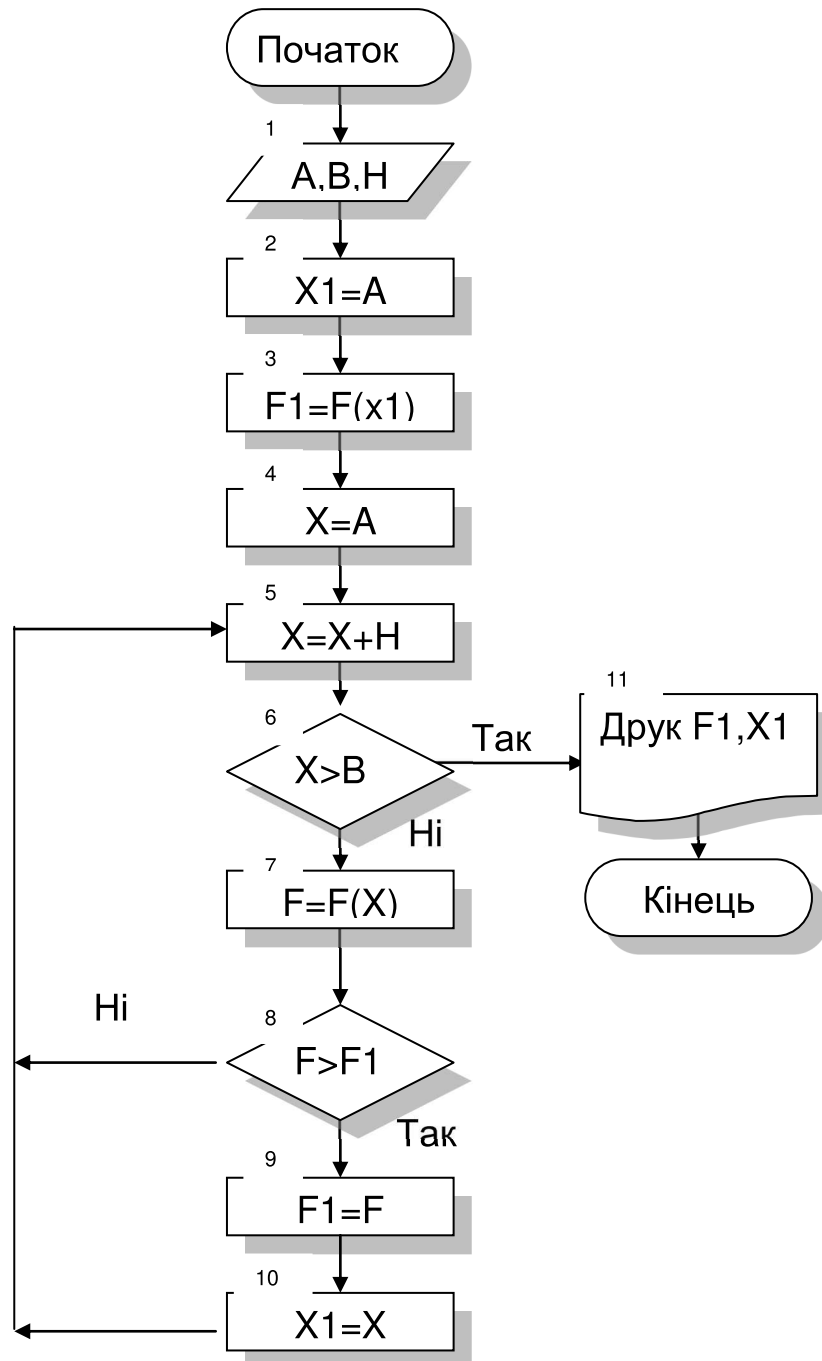 Початок
1
A,B,H
2
X1=A
3
F1=F(x1)
4
X=A
5
X=X+H
6
X>B
Так
Ні
11
Друк F1,X1
Кінець
7
F=F(X)
8
F>F1
Ні
Так
9
F1=F
10
X1=X